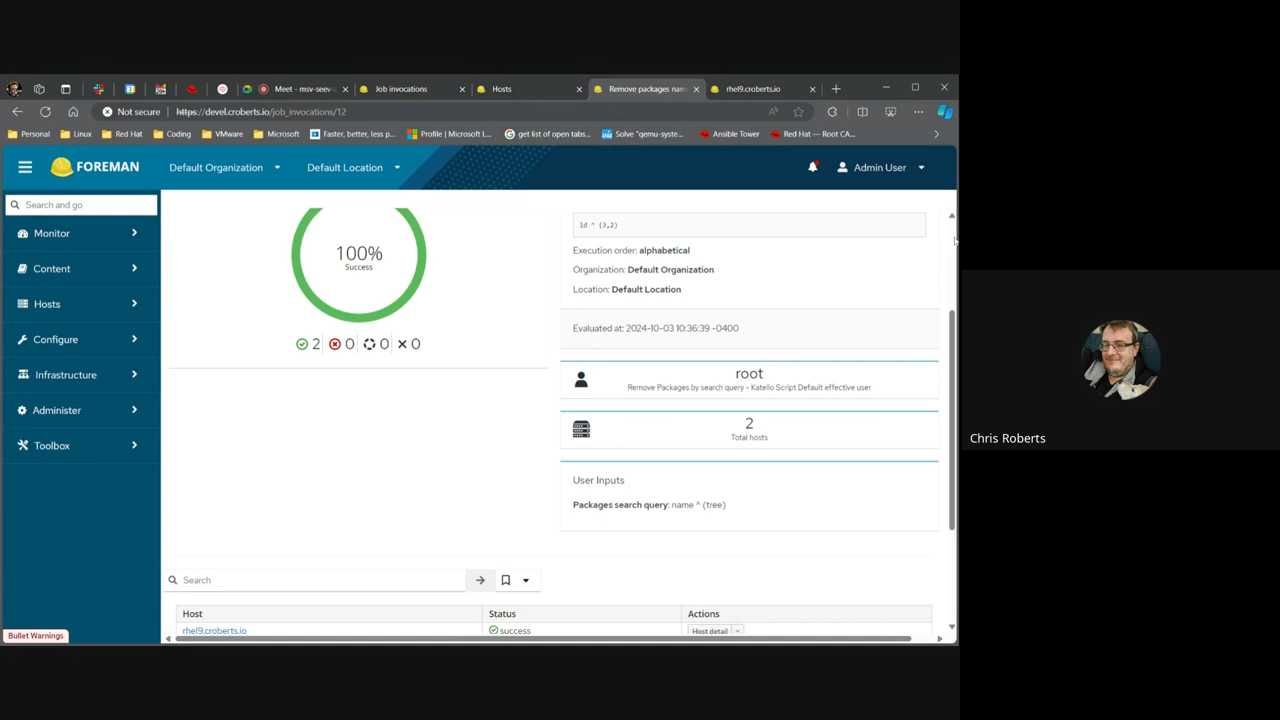 Meet - msv-seev-
Job invocations
Hosts
Remove packages nam
rhel9.croberts.io
Not secure
https://devel.croberts.io/job_invocations/12
Personal
Linux
Red Hat
Coding
VMware
Microsoft
Faster, better, less p...
Profile | Microsoft L...
get list of open tabs...
Solve "qemu-syste...
Ansible Tower
Red Hat — Root CA...
FOREMAN
Default Organization
Default Location
Admin User
Search and go
Monitor
Content
Hosts
Configure
Infrastructure
Administer
Toolbox
100%
Success
2 0 0 0
id ^ (3,2)
Execution order: alphabetical
Organization: Default Organization
Location: Default Location
Evaluated at: 2024-10-03 10:36:39 -0400
root
Remove Packages by search query - Katello Script Default effective user
2
Total hosts
User Inputs
Packages search query: name ^ (tree)
Search
Host Status Actions
rhel9.croberts.io success Host detail
Bullet Warnings
Chris Roberts